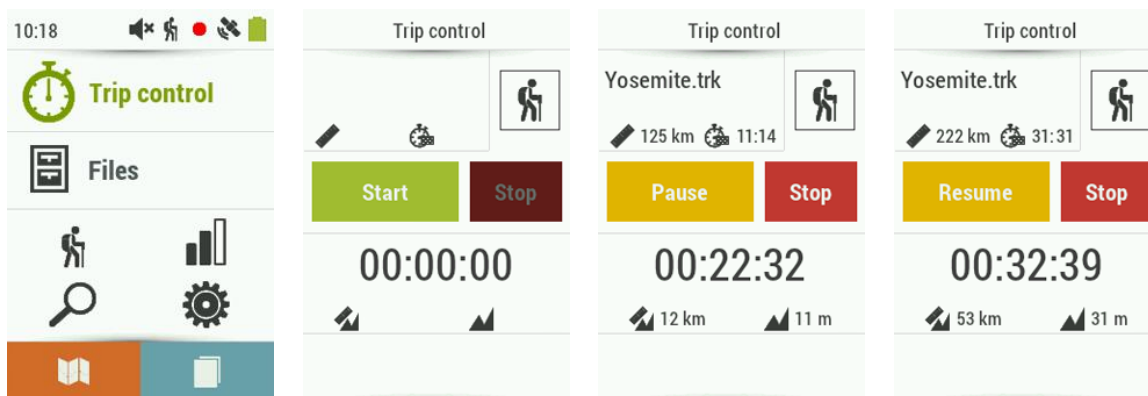 10:18
Trip control
Files
Trip control
Start
Stop
00:00:00
Trip control
Yosemite.trk
125 km 11:14
Pause
Stop
00:22:32
12 km 11 m
Trip control
Yosemite.trk
222 km 31:31
Resume
Stop
00:32:39
53 km 31 m